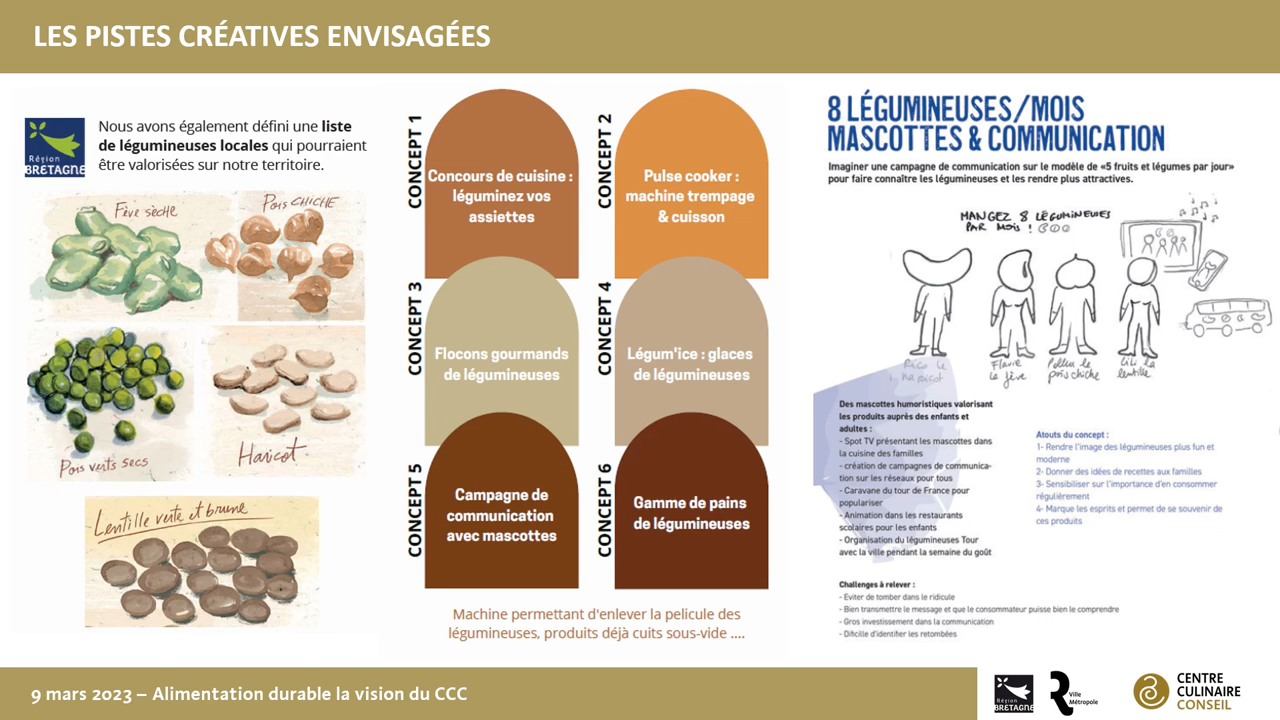 LES PISTES CRÉATIVES ENVISAGÉES
Région
BRETAGNE
Nous avons également défini une liste
de légumineuses locales qui pourraient
être valorisées sur notre territoire.
Fève sèche
Pois CHICHE
Pois verts secs
Haricot
Lentille verte et brune
CONCEPT 1
Concours de cuisine :
léguminez vos
assiettes
CONCEPT 2
Pulse cooker :
machine trempage
& cuisson
CONCEPT 3
Flocons gourmands
de légumineuses
CONCEPT 4
Légum'ice : glaces
de légumineuses
CONCEPT 5
Campagne de
communication
avec mascottes
CONCEPT 6
Gamme de pains
de légumineuses
Machine permettant d'enlever la pelicule des
légumineuses, produits déjà cuits sous-vide ....
8 LÉGUMINEUSES/MOIS
MASCOTTES & COMMUNICATION
Imaginer une campagne de communication sur le modèle de «5 fruits et légumes par jour»
pour faire connaître les légumineuses et les rendre plus attractives.
MANGEZ 8 LÉGUMINEUSES
PAR MOIS !
Rico le
haricot
Flavie
la fève
le
pois chiche
Lili la
lentille
Des mascottes humoristiques valorisant
les produits auprès des enfants et
adultes :
- Spot TV présentant les mascottes dans
la cuisine des familles
- création de campagnes de communica-
tion sur les réseaux pour tous
- Caravane du tour de France pour
populariser
- Animation dans les restaurants
scolaires pour les enfants
- Organisation du légumineuses Tour
avec la ville pendant la semaine du goût
Atouts du concept :
1- Rendre l'image des légumineuses plus fun et
moderne
2- Donner des idées de recettes aux familles
3- Sensibiliser sur l'importance d'en consommer
régulièrement
4- Marque les esprits et permet de se souvenir de
ces produits
Challenges à relever :
- Eviter de tomber dans le ridicule
- Bien transmettre le message et que le consommateur puisse bien le comprendre
- Gros investissement dans la communication
- Dificille d'identifier les retombées
9 mars 2023 – Alimentation durable la vision du CCC
Région
BRETAGNE
Ville
Métropole
CENTRE
CULINAIRE
CONSEIL